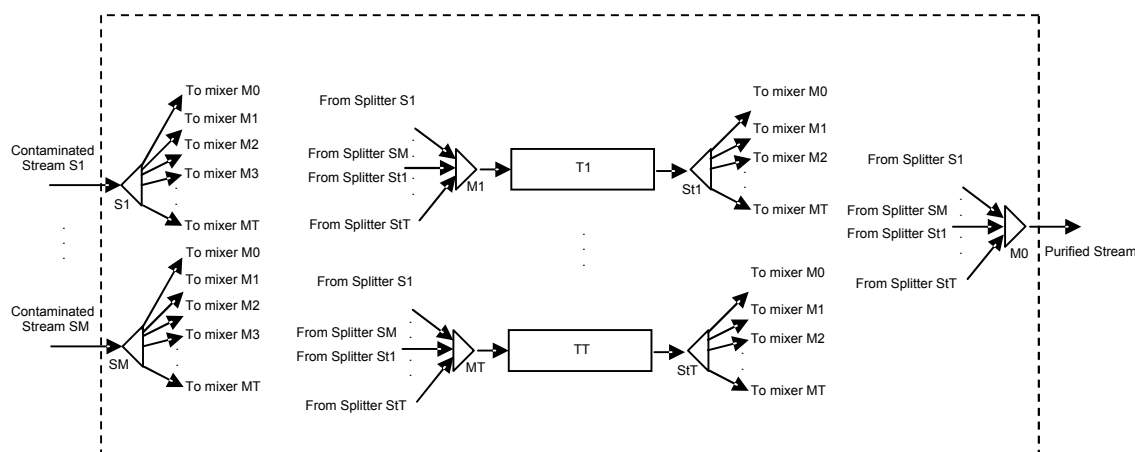 To mixer M0
To mixer M1
To mixer M2
To mixer M3
To mixer MT
Contaminated
Stream S1
S1
From Splitter S1
From Splitter SM
From Splitter St1
From Splitter StT
M1
T1
St1
To mixer M0
To mixer M1
To mixer M2
To mixer MT
To mixer M0
To mixer M1
To mixer M2
To mixer M3
To mixer MT
Contaminated
Stream SM
SM
From Splitter S1
From Splitter SM
From Splitter St1
From Splitter StT
MT
TT
StT
To mixer M0
To mixer M1
To mixer M2
To mixer MT
From Splitter S1
From Splitter SM
From Splitter St1
From Splitter StT
M0
Purified Stream